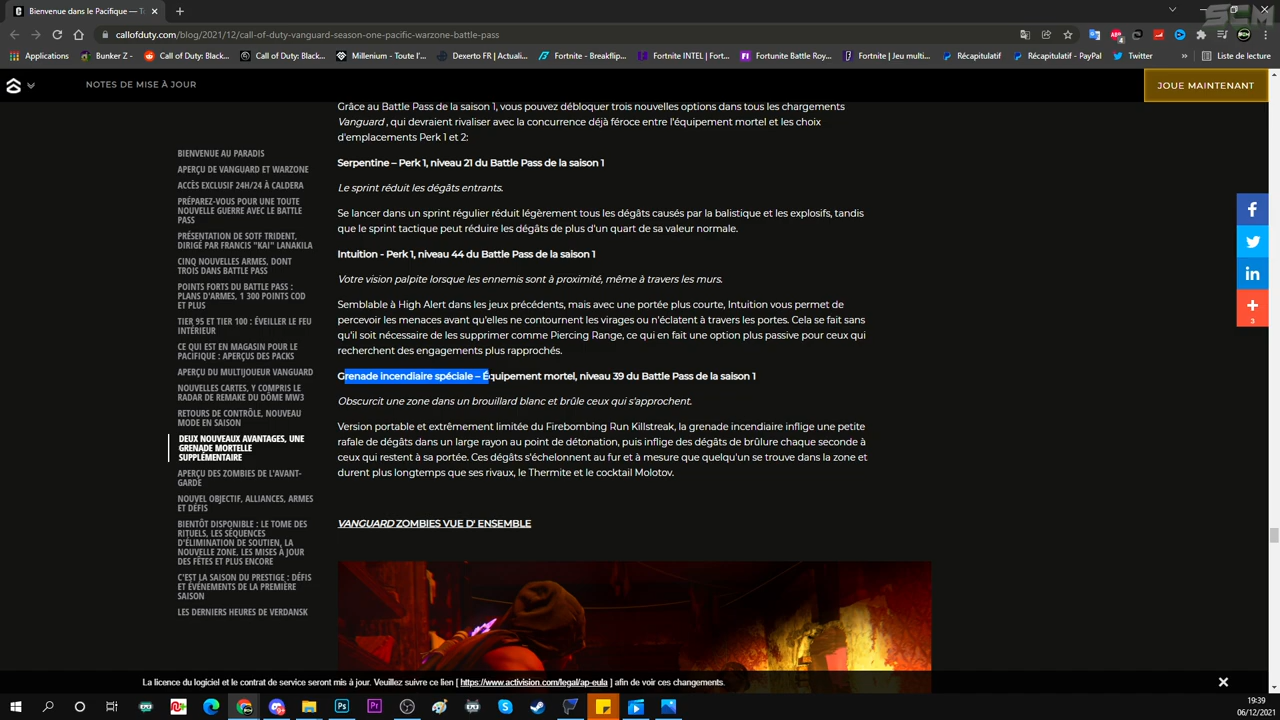 Bienvenue dans le Pacifique — Te
SCM
callofduty.com/blog/2021/12/call-of-duty-vanguard-season-one-pacific-warzone-battle-pass
Applications
Bunker Z -
Call of Duty: Black...
Call of Duty: Black...
Millenium - Toute l'...
Dexerto FR | Actuali...
Fortnite - Breakflip...
Fortnite INTEL | Fort...
Fortnite Battle Roy...
Fortnite | Jeu multi...
Récapitulatif
Récapitulatif - PayPal
Twitter
»
Liste de lecture
NOTES DE MISE À JOUR
JOUE MAINTENANT
BIENVENUE AU PARADIS
APERÇU DE VANGUARD ET WARZONE
ACCÈS EXCLUSIF 24H/24 À CALDERA
PRÉPAREZ-VOUS POUR UNE TOUTE
NOUVELLE GUERRE AVEC LE BATTLE
PASS
PRÉSENTATION DE SOTF TRIDENT,
DIRIGÉ PAR FRANCIS "KAI" LANAKILA
CINQ NOUVELLES ARMES, DONT
TROIS DANS BATTLE PASS
POINTS FORTS DU BATTLE PASS :
PLANS D'ARMES, 1 300 POINTS COD
ET PLUS
TIER 95 ET TIER 100 : ÉVEILLER LE FEU
INTÉRIEUR
CE QUI EST EN MAGASIN POUR LE
PACIFIQUE : APERÇUS DES PACKS
APERÇU DU MULTIJOUEUR VANGUARD
NOUVELLES CARTES, Y COMPRIS LE
RADAR DE REMAKE DU DÔME MW3
RETOURS DE CONTRÔLE, NOUVEAU
MODE EN SAISON
DEUX NOUVEAUX AVANTAGES, UNE
GRENADE MORTELLE
SUPPLÉMENTAIRE
APERÇU DES ZOMBIES DE L'AVANT-
GARDE
NOUVEL OBJECTIF, ALLIANCES, ARMES
ET DÉFIS
BIENTÔT DISPONIBLE : LE TOME DES
RITUELS, LES SÉQUENCES
D'ÉLIMINATION DE SOUTIEN, LA
NOUVELLE ZONE, LES MISES À JOUR
DES FÊTES ET PLUS ENCORE
C'EST LA SAISON DU PRESTIGE : DÉFIS
ET ÉVÉNEMENTS DE LA PREMIÈRE
SAISON
LES DERNIERS HEURES DE VERDANSK
Grâce au Battle Pass de la saison 1, vous pouvez débloquer trois nouvelles options dans tous les chargements
Vanguard , qui devraient rivaliser avec la concurrence déjà féroce entre l'équipement mortel et les choix
d'emplacements Perk 1 et 2:
Serpentine – Perk 1, niveau 21 du Battle Pass de la saison 1
Le sprint réduit les dégâts entrants.
Se lancer dans un sprint régulier réduit légèrement tous les dégâts causés par la balistique et les explosifs, tandis
que le sprint tactique peut réduire les dégâts de plus d'un quart de sa valeur normale.
Intuition - Perk 1, niveau 44 du Battle Pass de la saison 1
Votre vision palpite lorsque les ennemis sont à proximité, même à travers les murs.
Semblable à High Alert dans les jeux précédents, mais avec une portée plus courte, Intuition vous permet de
percevoir les menaces avant qu'elles ne contournent les virages ou n'éclatent à travers les portes. Cela se fait sans
qu'il soit nécessaire de les supprimer comme Piercing Range, ce qui en fait une option plus passive pour ceux qui
recherchent des engagements plus rapprochés.
Grenade incendiaire spéciale – Équipement mortel, niveau 39 du Battle Pass de la saison 1
Obscurcit une zone dans un brouillard blanc et brûle ceux qui s'approchent.
Version portable et extrêmement limitée du Firebombing Run Killstreak, la grenade incendiaire inflige une petite
rafale de dégâts dans un large rayon au point de détonation, puis inflige des dégâts de brûlure chaque seconde à
ceux qui restent à sa portée. Ces dégâts s'échelonnent au fur et à mesure que quelqu'un se trouve dans la zone et
durent plus longtemps que ses rivaux, le Thermite et le cocktail Molotov.
VANGUARD ZOMBIES VUE D' ENSEMBLE
3
La licence du logiciel et le contrat de service seront mis à jour. Veuillez suivre ce lien [ https://www.activision.com/legal/ap-eula ] afin de voir ces changements.
19:39
06/12/2021